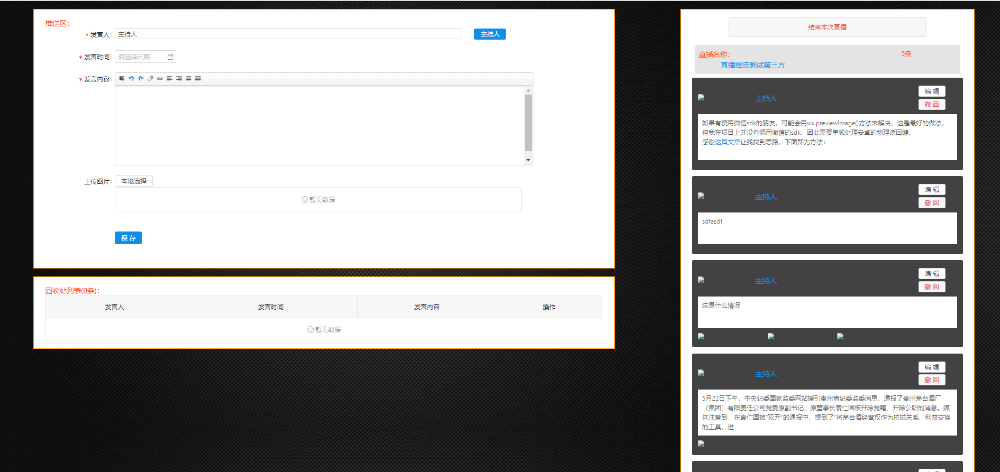 推送区：
* 发言人： 主持人 主持人
* 发言时间： 请选择日期
* 发言内容：
上传图片： 本地选择
暂无数据
保 存
回收站列表(0条)：
发言人 发言时间 发言内容 操作
暂无数据
结束本次直播
直播名称： 5条
直播推流测试第三方
主持人 编 辑
撤 回
如果有使用微信sdk的朋友，可能会用wx.previewImage()方法来解决，这是最好的做法，
但我在项目上并没有调用微信的sdk，因此需要单独处理安卓的物理返回键。
感谢这篇文章让我找到思路，下图即为方法：
主持人 编 辑
撤 回
sdfasdf
主持人 编 辑
撤 回
这是什么情况
主持人 编 辑
撤 回
5月22日下午，中央纪委国家监委网站援引贵州省纪委监委消息，通报了贵州茅台酒厂
（集团）有限责任公司党委原副书记、原董事长袁仁国被开除党籍、开除公职的消息。媒
体注意到，在袁仁国被“双开”的通报中，提到了“将茅台酒经营权作为拉拢关系、利益交换
的工具，进